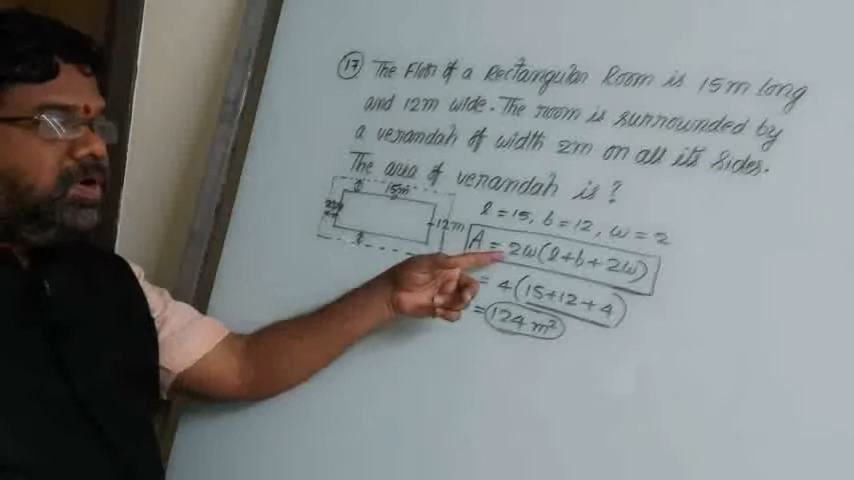 17 The Floor of a Rectangular Room is 15m long
and 12m wide. The room is surrounded by
a verandah of width 2m on all its sides.
The area of verandah is?
15m
12m
l = 15, b = 12, w = 2
A = 2w(l+b+2w)
= 4(15+12+4)
= 124 m²